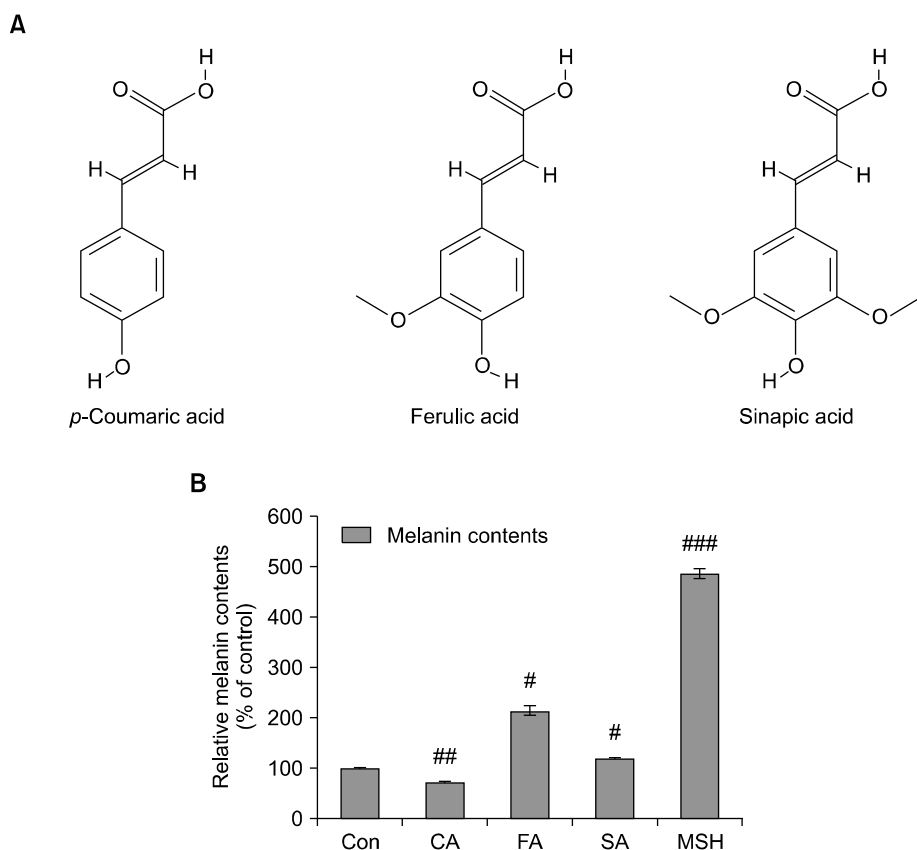 A
H
O
O
H
H
H
O
p-Coumaric acid
H
O
O
H
H
O
O
H
Ferulic acid
H
O
O
H
H
O
O
H
O
Sinapic acid
B
Relative melanin contents
(% of control)
600
500
400
300
200
100
0
Melanin contents
##
#
#
###
Con CA FA SA MSH